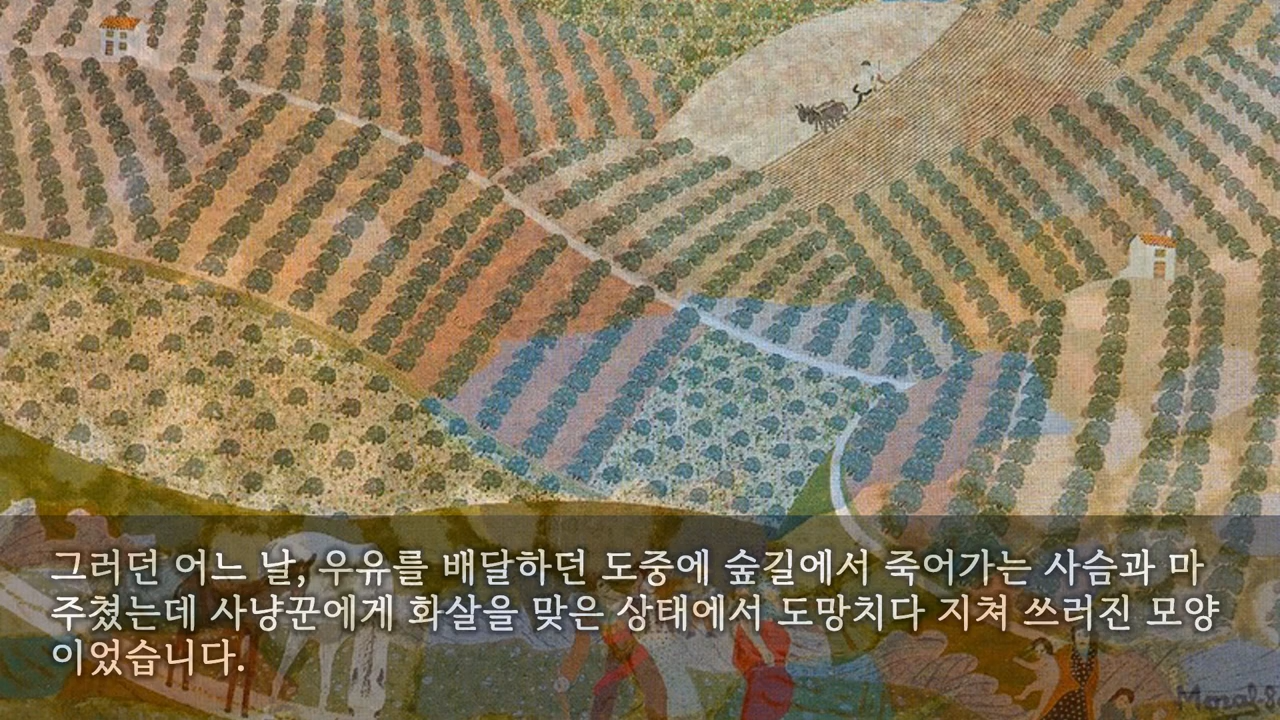 그러던 어느 날, 우유를 배달하던 도중에 숲길에서 죽어가는 사슴과 마
주쳤는데 사냥꾼에게 화살을 맞은 상태에서 도망치다 지쳐 쓰러진 모양
이었습니다.